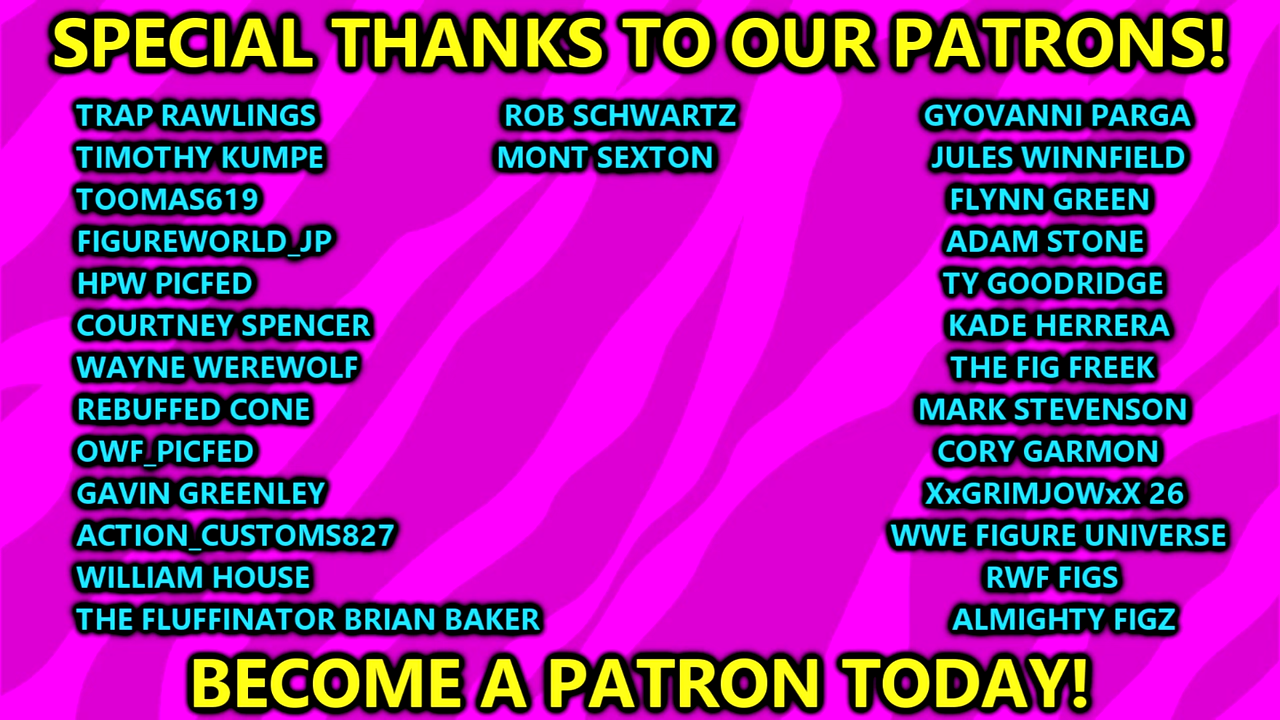 SPECIAL THANKS TO OUR PATRONS!
TRAP RAWLINGS
TIMOTHY KUMPE
TOOMAS619
FIGUREWORLD_JP
HPW PICFED
COURTNEY SPENCER
WAYNE WEREWOLF
REBUFFED CONE
OWF_PICFED
GAVIN GREENLEY
ACTION_CUSTOMS827
WILLIAM HOUSE
THE FLUFFINATOR BRIAN BAKER
ROB SCHWARTZ
MONT SEXTON
GYOVANNI PARGA
JULES WINNFIELD
FLYNN GREEN
ADAM STONE
TY GOODRIDGE
KADE HERRERA
THE FIG FREEK
MARK STEVENSON
CORY GARMON
XxGRIMJOWxX 26
WWE FIGURE UNIVERSE
RWF FIGS
ALMIGHTY FIGZ
BECOME A PATRON TODAY!